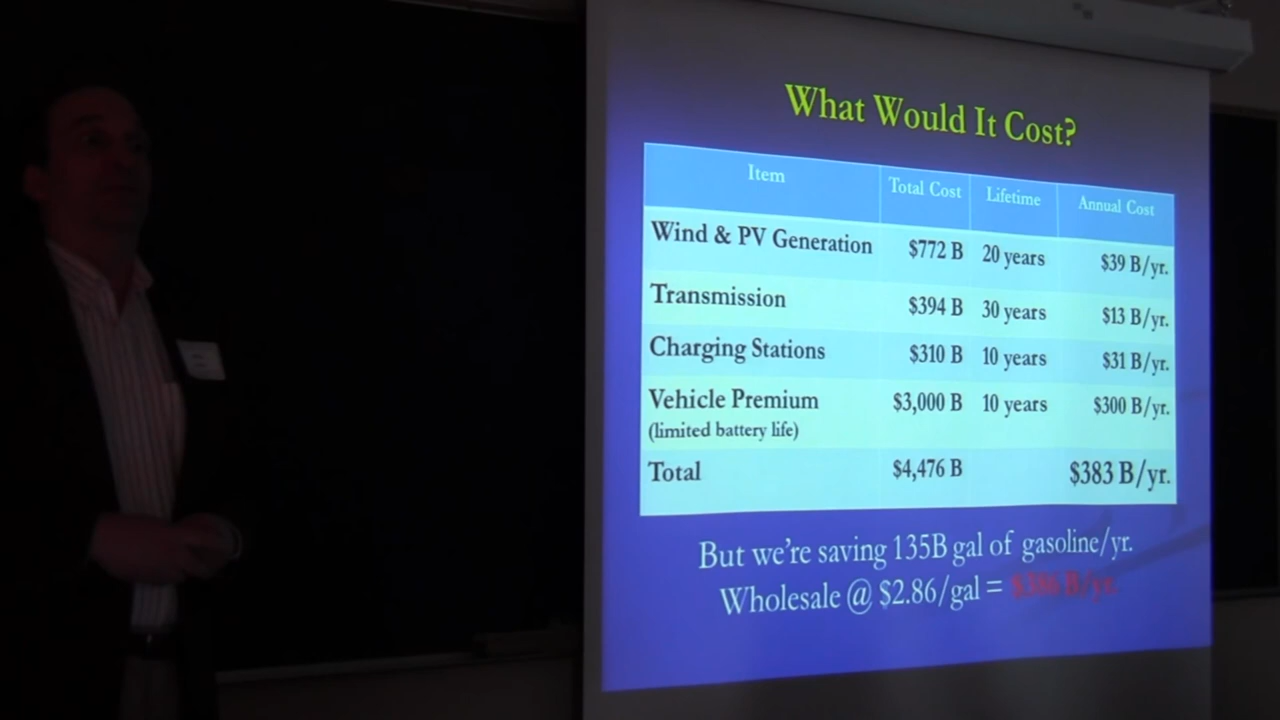 What Would It Cost?
Item Total Cost Lifetime Annual Cost
Wind & PV Generation $772 B 20 years $39 B/yr.
Transmission $394 B 30 years $13 B/yr.
Charging Stations $310 B 10 years $31 B/yr.
Vehicle Premium $3,000 B 10 years $300 B/yr.
(limited battery life)
Total $4,476 B $383 B/yr.
But we're saving 135B gal of gasoline/yr.
Wholesale @ $2.86/gal = $386 B/yr.